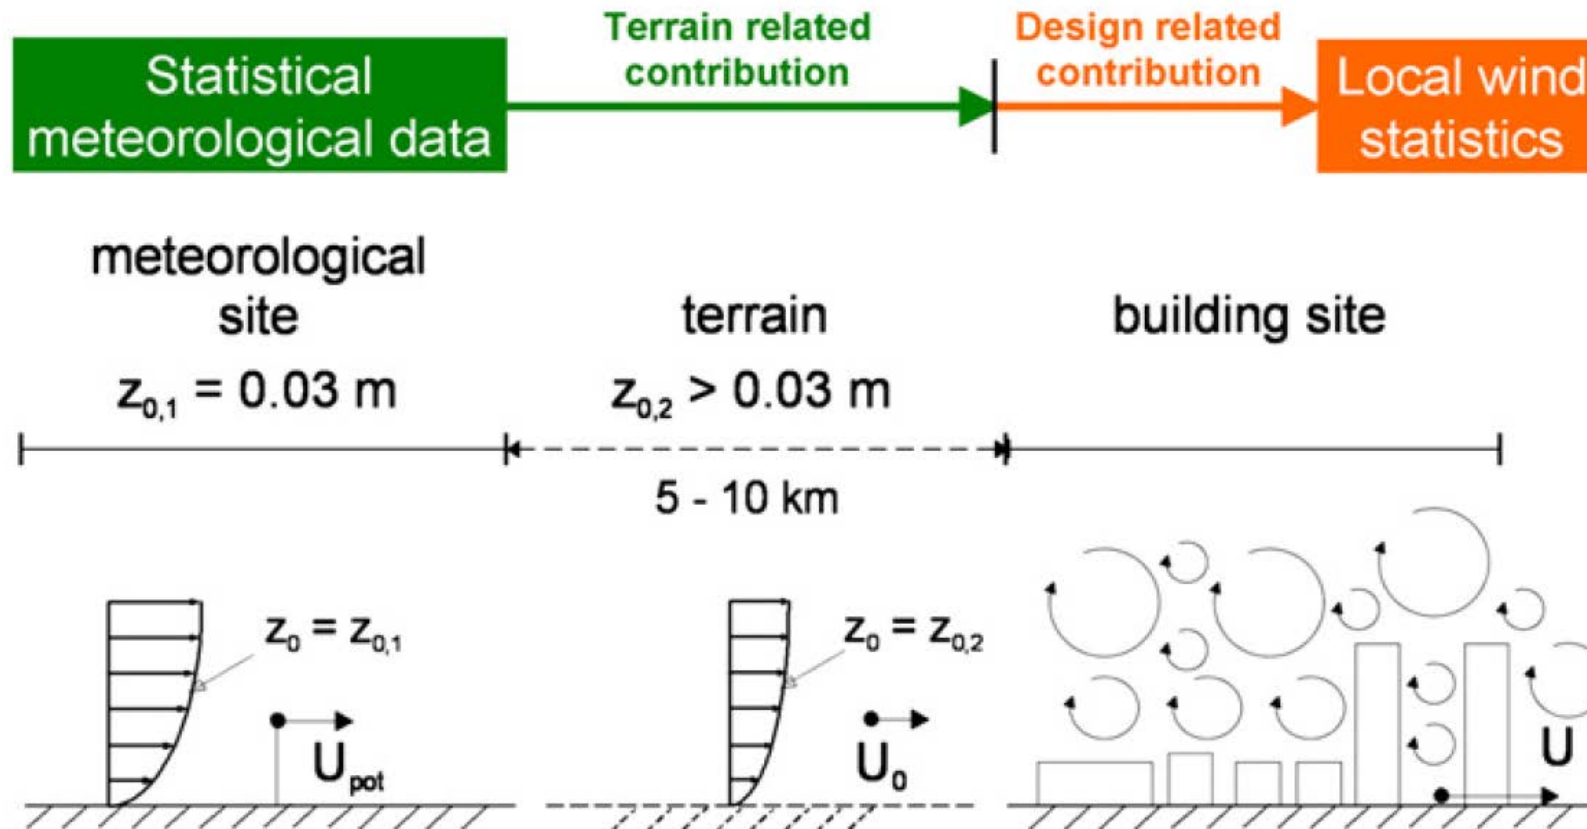 Statistical
meteorological data
Terrain related
contribution
Design related
contribution
Local wind
statistics
meteorological
site
z0,1 = 0.03 m
terrain
z0,2 > 0.03 m
building site
5 - 10 km
z0 = z0,1
Upot
z0 = z0,2
U0
U